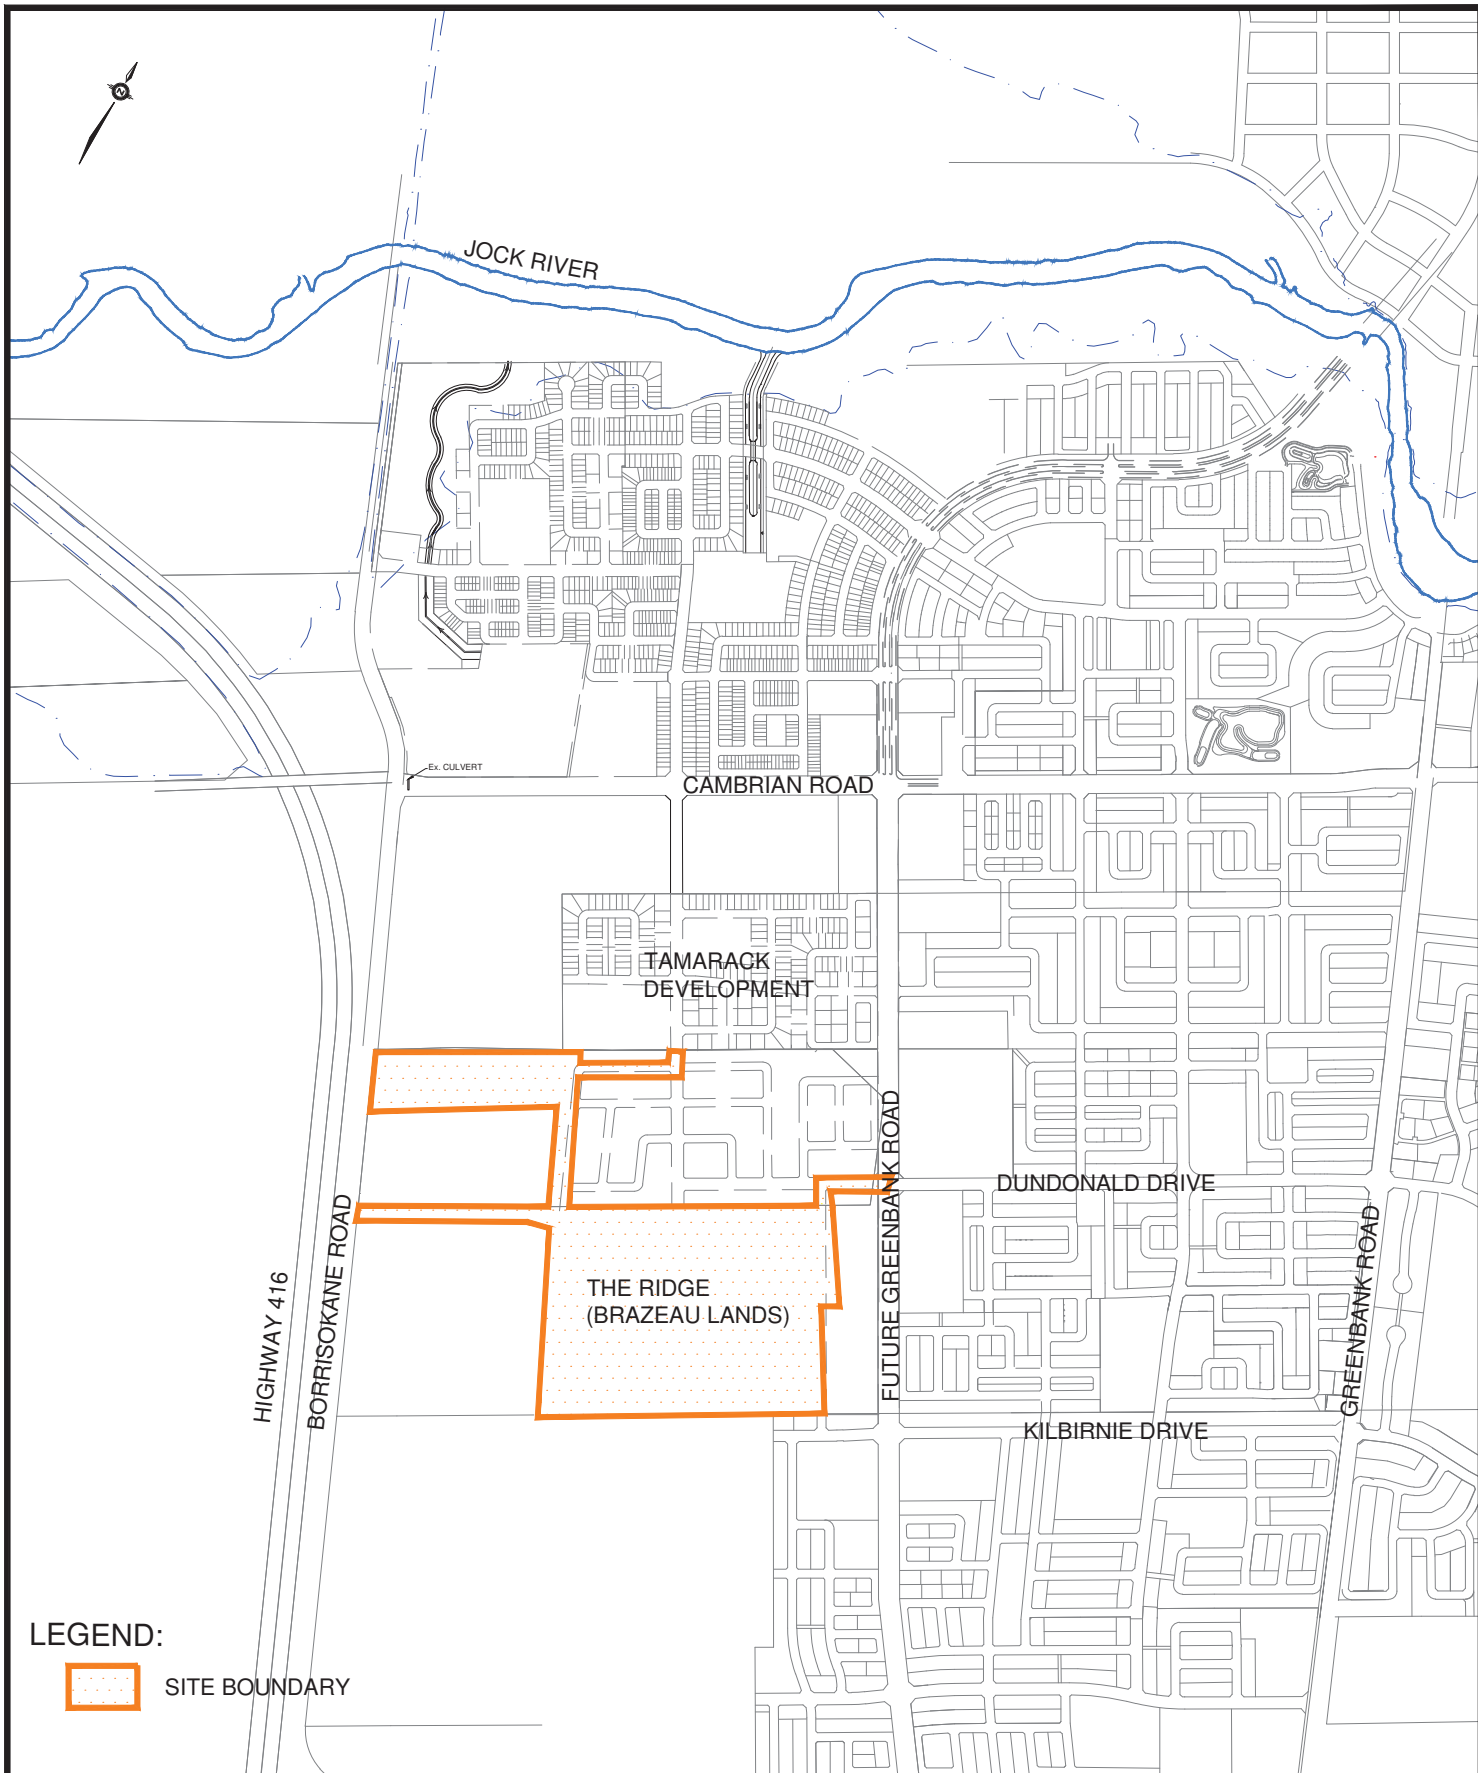 N
JOCK RIVER
Ex. CULVERT
CAMBRIAN ROAD
TAMARACK
DEVELOPMENT
FUTURE GREENBANK ROAD
DUNDONALD DRIVE
GREENBANK ROAD
HIGHWAY 416
BORRISOKANE ROAD
THE RIDGE
(BRAZEAU LANDS)
KILBIRNIE DRIVE
LEGEND:
SITE BOUNDARY